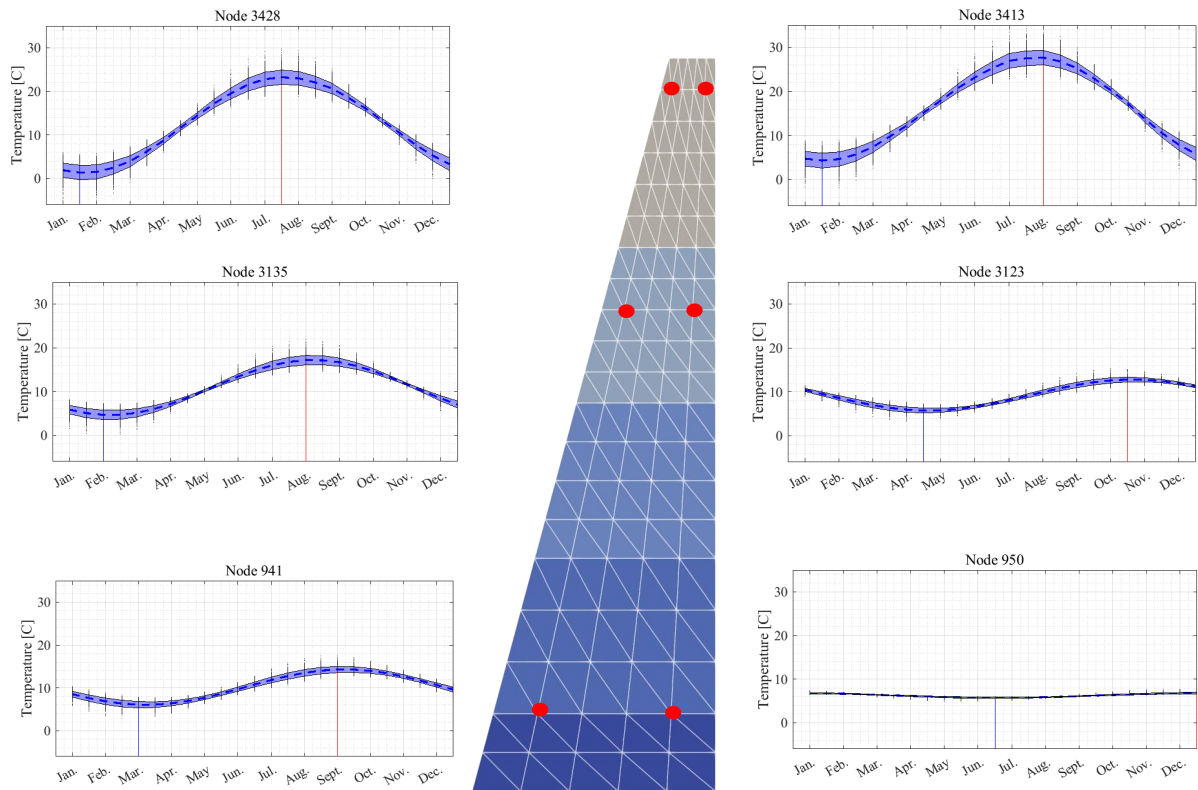 Node 3428
Temperature [C]
30
20
10
0
Jan. Feb. Mar. Apr. May Jun. Jul. Aug. Sept. Oct. Nov. Dec.
Node 3413
Temperature [C]
30
20
10
0
Jan. Feb. Mar. Apr. May Jun. Jul. Aug. Sept. Oct. Nov. Dec.
Node 3135
Temperature [C]
30
20
10
0
Jan. Feb. Mar. Apr. May Jun. Jul. Aug. Sept. Oct. Nov. Dec.
Node 3123
Temperature [C]
30
20
10
0
Jan. Feb. Mar. Apr. May Jun. Jul. Aug. Sept. Oct. Nov. Dec.
Node 941
Temperature [C]
30
20
10
0
Jan. Feb. Mar. Apr. May Jun. Jul. Aug. Sept. Oct. Nov. Dec.
Node 950
Temperature [C]
30
20
10
0
Jan. Feb. Mar. Apr. May Jun. Jul. Aug. Sept. Oct. Nov. Dec.